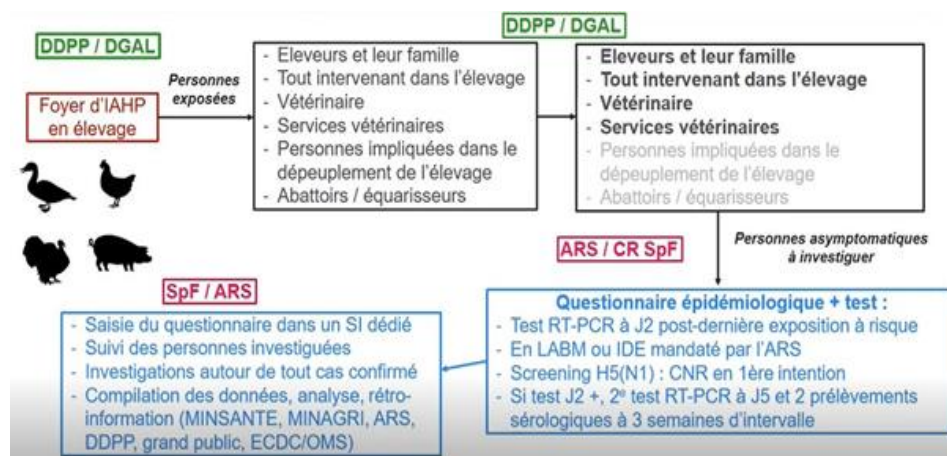 DDPP / DGAL
DDPP / DGAL
Foyer d'IAHP
en élevage
Personnes
exposées
- Eleveurs et leur famille
- Tout intervenant dans l'élevage
- Vétérinaire
- Services vétérinaires
- Personnes impliquées dans le
dépeuplement de l'élevage
- Abattoirs / équarisseurs
- Eleveurs et leur famille
- Tout intervenant dans l'élevage
- Vétérinaire
- Services vétérinaires
- Personnes impliquées dans le
dépeuplement de l'élevage
- Abattoirs / équarisseurs
ARS / CR SpF
Personnes asymptomatiques
à investiguer
Questionnaire épidémiologique + test :
- Test RT-PCR à J2 post-dernière exposition à risque
- En LABM ou IDE mandaté par l'ARS
- Screening H5(N1) : CNR en 1ère intention
- Si test J2 +, 2e test RT-PCR à J5 et 2 prélèvements
sérologiques à 3 semaines d'intervalle
SpF / ARS
- Saisie du questionnaire dans un SI dédié
- Suivi des personnes investiguées
- Investigations autour de tout cas confirmé
- Compilation des données, analyse, rétro-
information (MINSANTE, MINAGRI, ARS,
DDPP, grand public, ECDC/OMS)